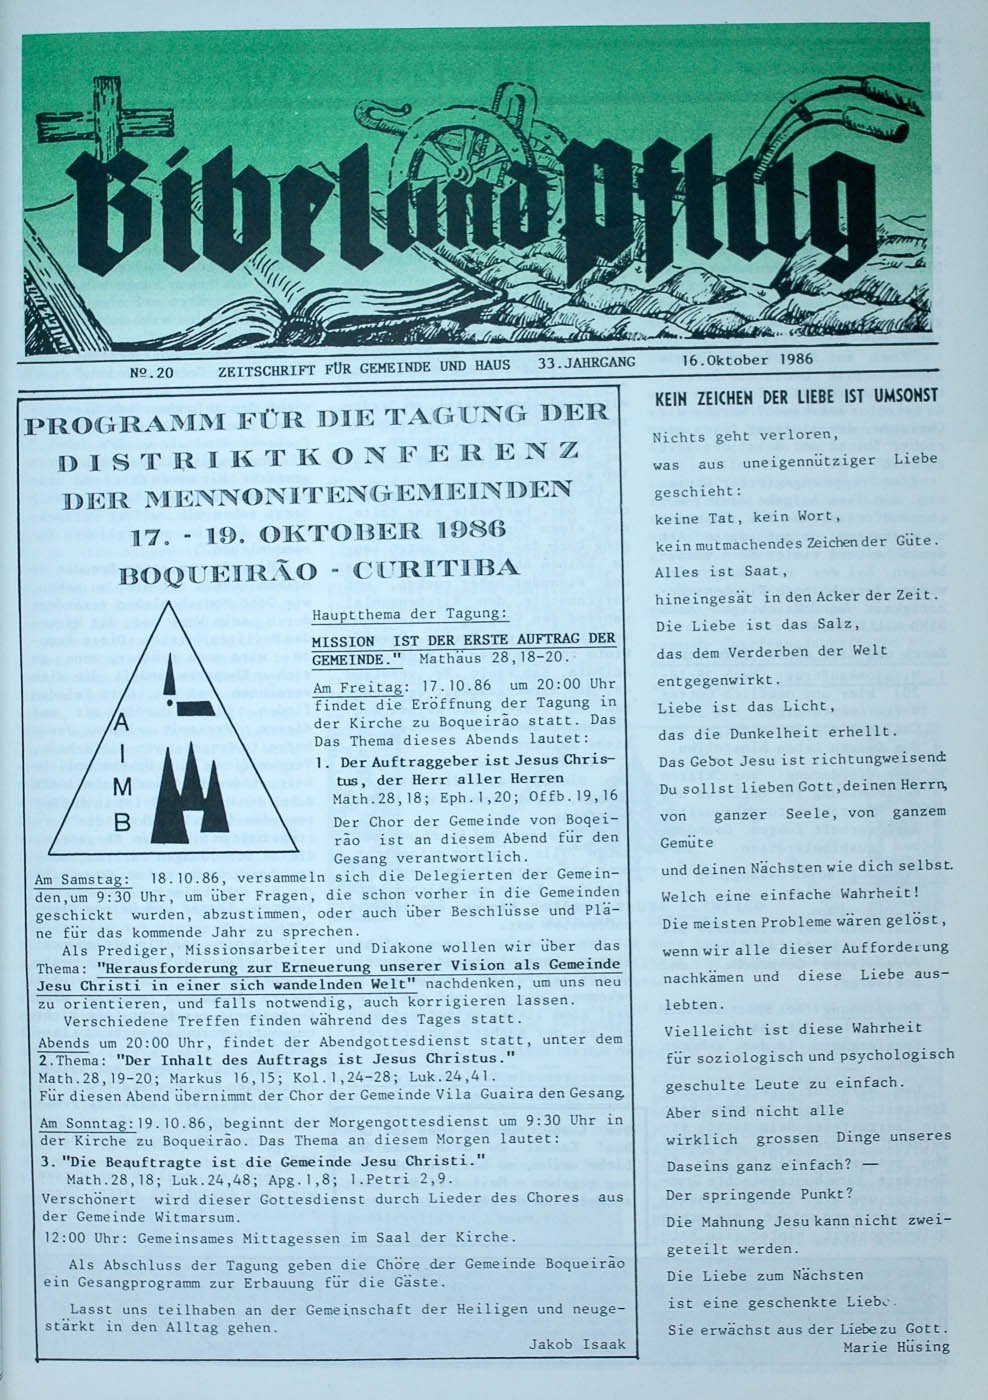 Bibel und Pflug
Nº.20 ZEITSCHRIFT FÜR GEMEINDE UND HAUS 33.JAHRGANG 16.Oktober 1986
PROGRAMM FÜR DIE TAGUNG DER
DISTRIKTKONFERENZ
DER MENNONITENGEMEINDEN
17. - 19. OKTOBER 1986
BOQUEIRÃO - CURITIBA
A
I
M
B
Hauptthema der Tagung:
MISSION IST DER ERSTE AUFTRAG DER
GEMEINDE." Mathäus 28,18-20.
Am Freitag: 17.10.86 um 20:00 Uhr
findet die Eröffnung der Tagung in
der Kirche zu Boqueirão statt. Das
Das Thema dieses Abends lautet:
1. Der Auftraggeber ist Jesus Chris-
tus, der Herr aller Herren
Math.28,18; Eph.1,20; Offb.19,16
Der Chor der Gemeinde von Boqei-
rão ist an diesem Abend für den
Gesang verantwortlich.
Am Samstag: 18.10.86, versammeln sich die Delegierten der Gemein-
den,um 9:30 Uhr, um über Fragen, die schon vorher in die Gemeinden
geschickt wurden, abzustimmen, oder auch über Beschlüsse und Plä-
ne für das kommende Jahr zu sprechen.
Als Prediger, Missionsarbeiter und Diakone wollen wir über das
Thema: "Herausforderung zur Erneuerung unserer Vision als Gemeinde
Jesu Christi in einer sich wandelnden Welt" nachdenken, um uns neu
zu orientieren, und falls notwendig, auch korrigieren lassen.
Verschiedene Treffen finden während des Tages statt.
Abends um 20:00 Uhr, findet der Abendgottesdienst statt, unter dem
2.Thema: "Der Inhalt des Auftrags ist Jesus Christus."
Math.28,19-20; Markus 16,15; Kol.1,24-28; Luk.24,41.
Für diesen Abend übernimmt der Chor der Gemeinde Vila Guaira den Gesang.
Am Sonntag:19.10.86, beginnt der Morgengottesdienst um 9:30 Uhr in
der Kirche zu Boqueirão. Das Thema an diesem Morgen lautet:
3. "Die Beauftragte ist die Gemeinde Jesu Christi."
Math.28,18; Luk.24,48; Apg.1,8; 1.Petri 2,9.
Verschönert wird dieser Gottesdienst durch Lieder des Chores aus
der Gemeinde Witmarsum.
12:00 Uhr: Gemeinsames Mittagessen im Saal der Kirche.
Als Abschluss der Tagung geben die Chöre der Gemeinde Boqueirão
ein Gesangprogramm zur Erbauung für die Gäste.
Lasst uns teilhaben an der Gemeinschaft der Heiligen und neuge-
stärkt in den Alltag gehen.
Jakob Isaak
KEIN ZEICHEN DER LIEBE IST UMSONST
Nichts geht verloren,
was aus uneigennütziger Liebe
geschieht:
keine Tat, kein Wort,
kein mutmachendes Zeichen der Güte.
Alles ist Saat,
hineingesät in den Acker der Zeit.
Die Liebe ist das Salz,
das dem Verderben der Welt
entgegenwirkt.
Liebe ist das Licht,
das die Dunkelheit erhellt.
Das Gebot Jesu ist richtungweisend:
Du sollst lieben Gott, deinen Herrn,
von ganzer Seele, von ganzem
Gemüte
und deinen Nächsten wie dich selbst.
Welch eine einfache Wahrheit!
Die meisten Probleme wären gelöst,
wenn wir alle dieser Aufforderung
nachkämen und diese Liebe aus-
lebten.
Vielleicht ist diese Wahrheit
für soziologisch und psychologisch
geschulte Leute zu einfach.
Aber sind nicht alle
wirklich grossen Dinge unseres
Daseins ganz einfach? —
Der springende Punkt?
Die Mahnung Jesu kann nicht zwei-
geteilt werden.
Die Liebe zum Nächsten
ist eine geschenkte Liebe.
Sie erwächst aus der Liebe zu Gott.
Marie Hüsing